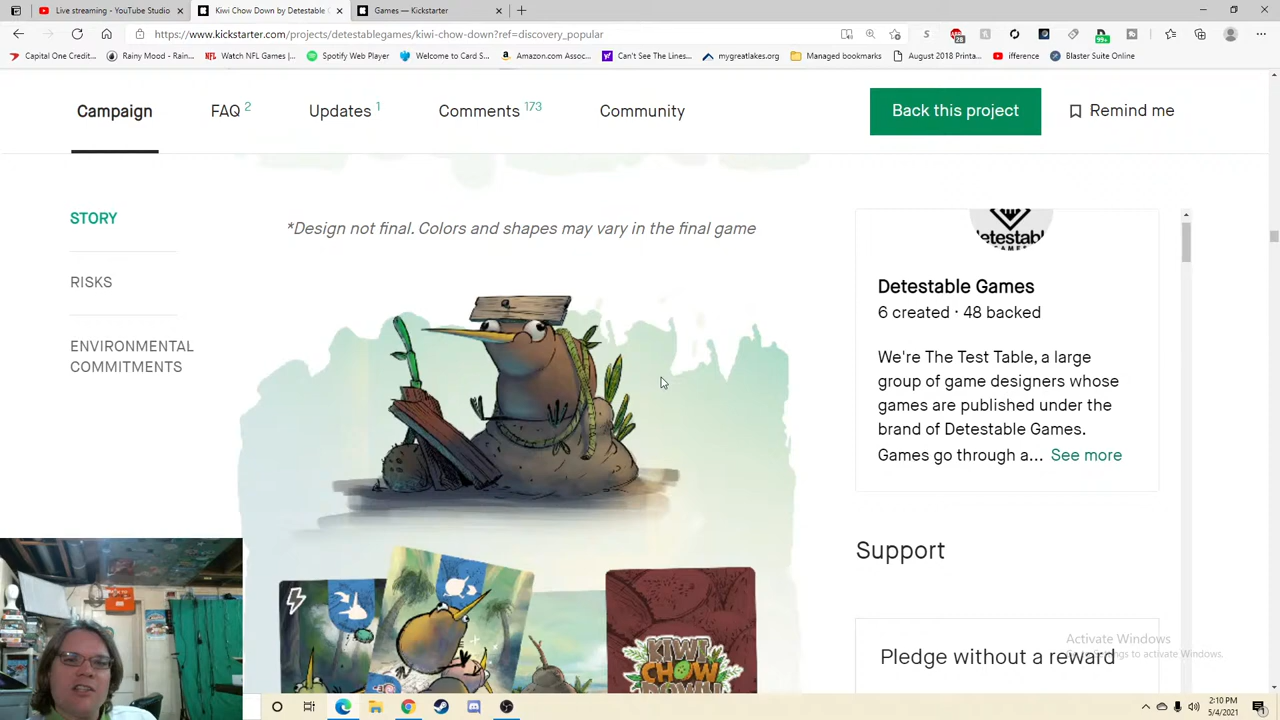 Live streaming - YouTube Studio
Kiwi Chow Down by Detestable G
Games — Kickstarter
https://www.kickstarter.com/projects/detestablegames/kiwi-chow-down?ref=discovery_popular
28
99+
Capital One Credit...
Rainy Mood - Rainy...
Watch NFL Games |...
Spotify Web Player
Welcome to Card S...
Amazon.com Assoc...
Can't See The Lines...
mygreatlakes.org
Managed bookmarks
August 2018 Printa...
ifference
Blaster Suite Online
Campaign
FAQ 2
Updates 1
Comments 173
Community
Back this project
Remind me
STORY
RISKS
ENVIRONMENTAL
COMMITMENTS
*Design not final. Colors and shapes may vary in the final game
KIWI
CHOW
DOWN
Detestable Games
6 created · 48 backed
We're The Test Table, a large
group of game designers whose
games are published under the
brand of Detestable Games.
Games go through a... See more
Support
Pledge without a reward
Activate Windows
2:10 PM
5/4/2021